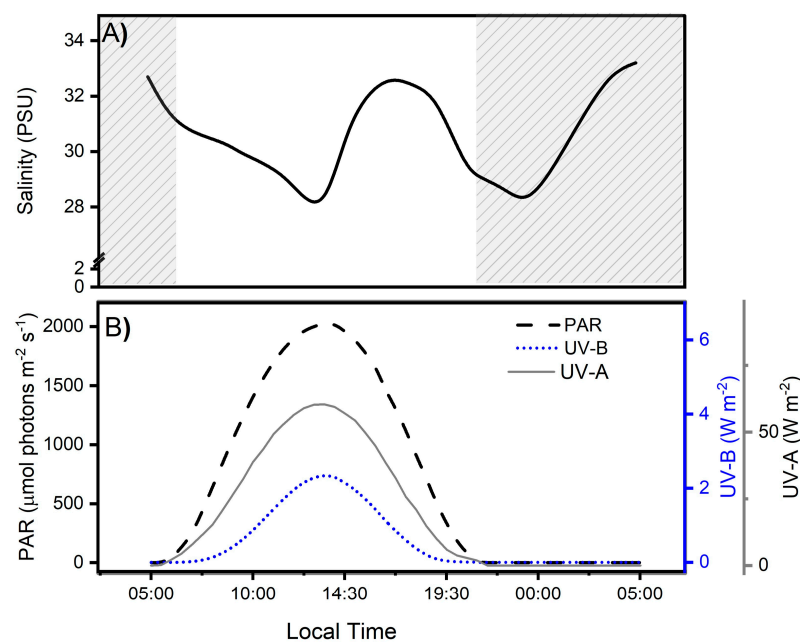 A)
Salinity (PSU)
34
32
30
28
2
0
B)
PAR (μmol photons m-2 s-1)
2000
1500
1000
500
0
PAR
UV-B
UV-A
6
4
2
0
UV-B (W m-2)
50
0
UV-A (W m-2)
05:00 10:00 14:30 19:30 00:00 05:00
Local Time